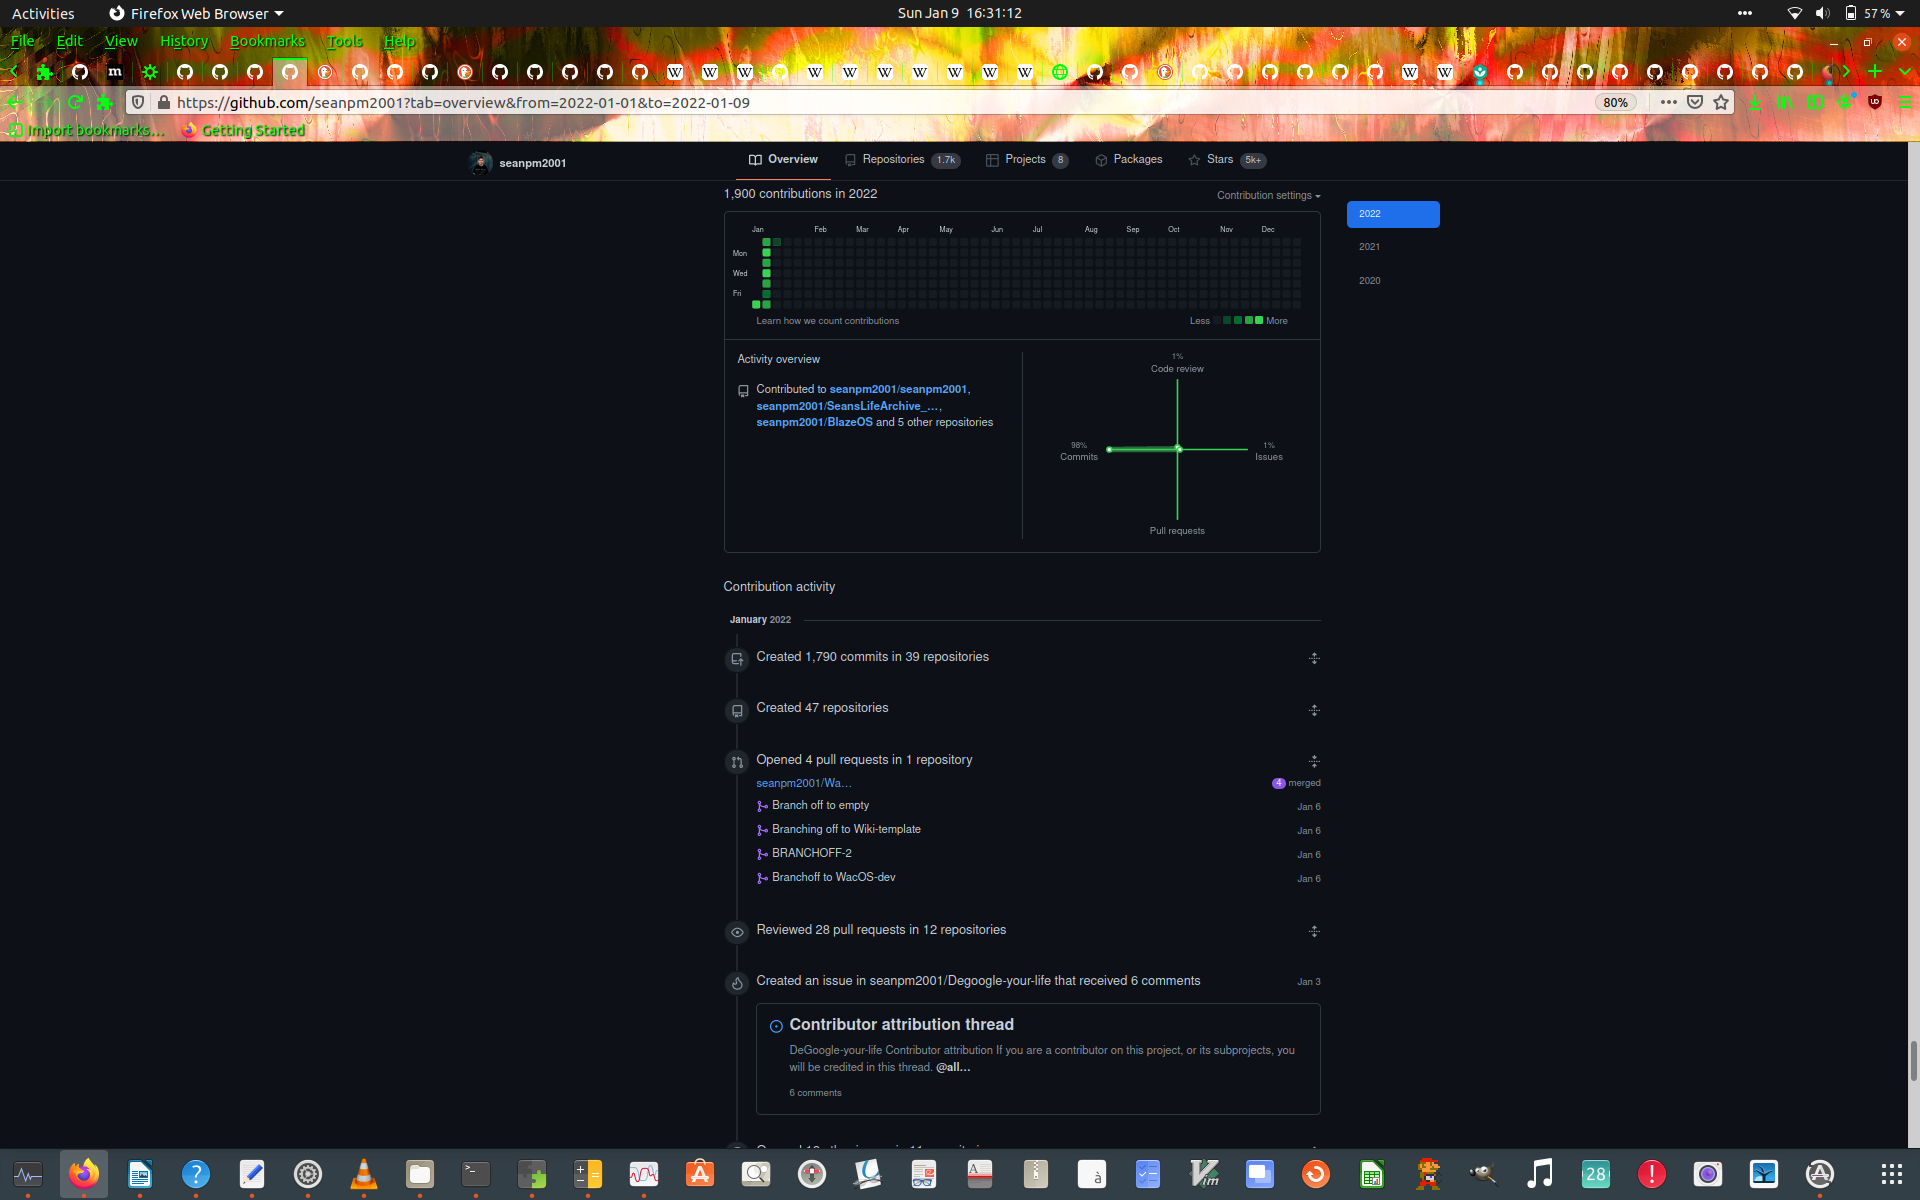 Activities
Firefox Web Browser
Sun Jan 9 16:31:12
57 %
File Edit View History Bookmarks Tools Help
https://github.com/seanpm2001?tab=overview&from=2022-01-01&to=2022-01-09
80%
Import bookmarks...
Getting Started
seanpm2001
Overview
Repositories 1.7k
Projects 8
Packages
Stars 5k+
1,900 contributions in 2022
Contribution settings
2022
2021
2020
Jan Feb Mar Apr May Jun Jul Aug Sep Oct Nov Dec
Mon
Wed
Fri
Learn how we count contributions
Less More
Activity overview
Contributed to seanpm2001/seanpm2001,
seanpm2001/SeansLifeArchive_...,
seanpm2001/BlazeOS and 5 other repositories
1%
Code review
98%
Commits
1%
Issues
Pull requests
Contribution activity
January 2022
Created 1,790 commits in 39 repositories
Created 47 repositories
Opened 4 pull requests in 1 repository
seanpm2001/Wa...
4 merged
Branch off to empty
Jan 6
Branching off to Wiki-template
Jan 6
BRANCHOFF-2
Jan 6
Branchoff to WacOS-dev
Jan 6
Reviewed 28 pull requests in 12 repositories
Created an issue in seanpm2001/Degoogle-your-life that received 6 comments
Jan 3
Contributor attribution thread
DeGoogle-your-life Contributor attribution If you are a contributor on this project, or its subprojects, you
will be credited in this thread. @all...
6 comments
28